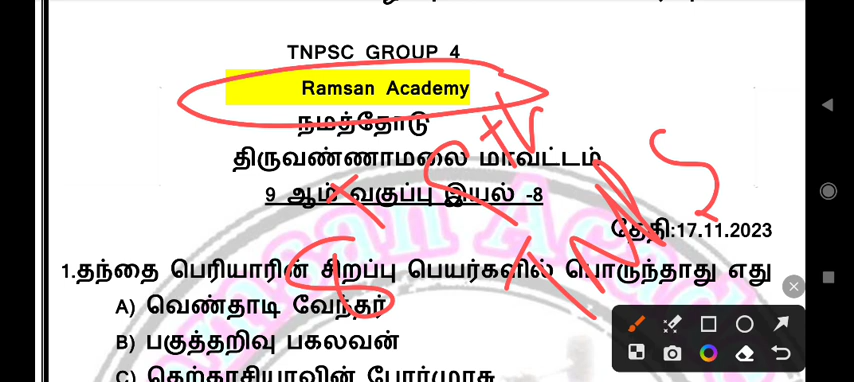 TNPSC GROUP 4
Ramsan Academy
நமத்தோடு
திருவண்ணாமலை மாவட்டம்
9 ஆம் வகுப்பு இயல் -8
தேதி:17.11.2023
1.தந்தை பெரியாரின் சிறப்பு பெயர்களில் பொருந்தாது எது
A) வெண்தாடி வேந்தர்
B) பகுத்தறிவு பகலவன்
C) தெற்காசியாவின் போர்முரசு